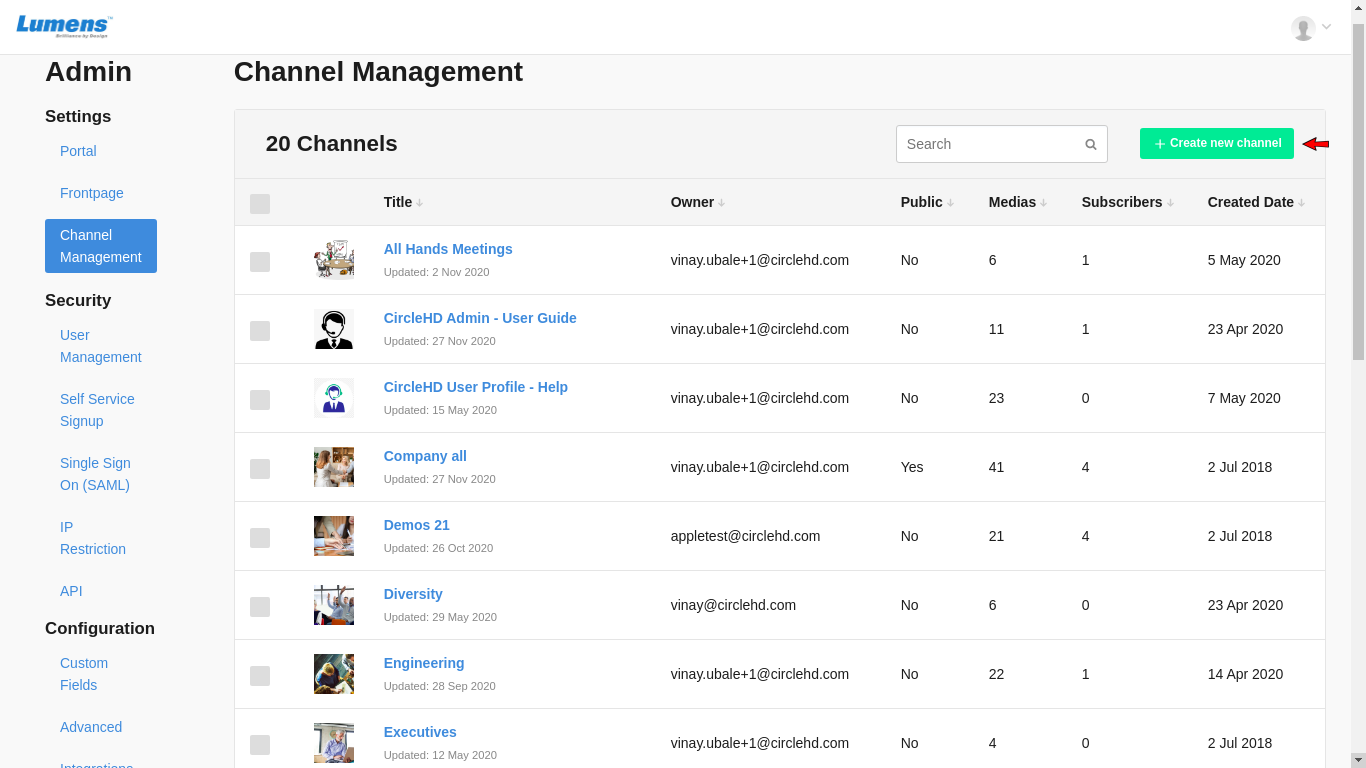 Lumens™
Brilliance by Design
Admin
Settings
Portal
Frontpage
Channel
Management
Security
User
Management
Self Service
Signup
Single Sign
On (SAML)
IP
Restriction
API
Configuration
Custom
Fields
Advanced
Integrations
Channel Management
20 Channels
Search
Create new channel
Title Owner Public Medias Subscribers Created Date
All Hands Meetings
Updated: 2 Nov 2020
vinay.ubale+1@circlehd.com No 6 1 5 May 2020
CircleHD Admin - User Guide
Updated: 27 Nov 2020
vinay.ubale+1@circlehd.com No 11 1 23 Apr 2020
CircleHD User Profile - Help
Updated: 15 May 2020
vinay.ubale+1@circlehd.com No 23 0 7 May 2020
Company all
Updated: 27 Nov 2020
vinay.ubale+1@circlehd.com Yes 41 4 2 Jul 2018
Demos 21
Updated: 26 Oct 2020
appletest@circlehd.com No 21 4 2 Jul 2018
Diversity
Updated: 29 May 2020
vinay@circlehd.com No 6 0 23 Apr 2020
Engineering
Updated: 28 Sep 2020
vinay.ubale+1@circlehd.com No 22 1 14 Apr 2020
Executives
Updated: 12 May 2020
vinay.ubale+1@circlehd.com No 4 0 2 Jul 2018